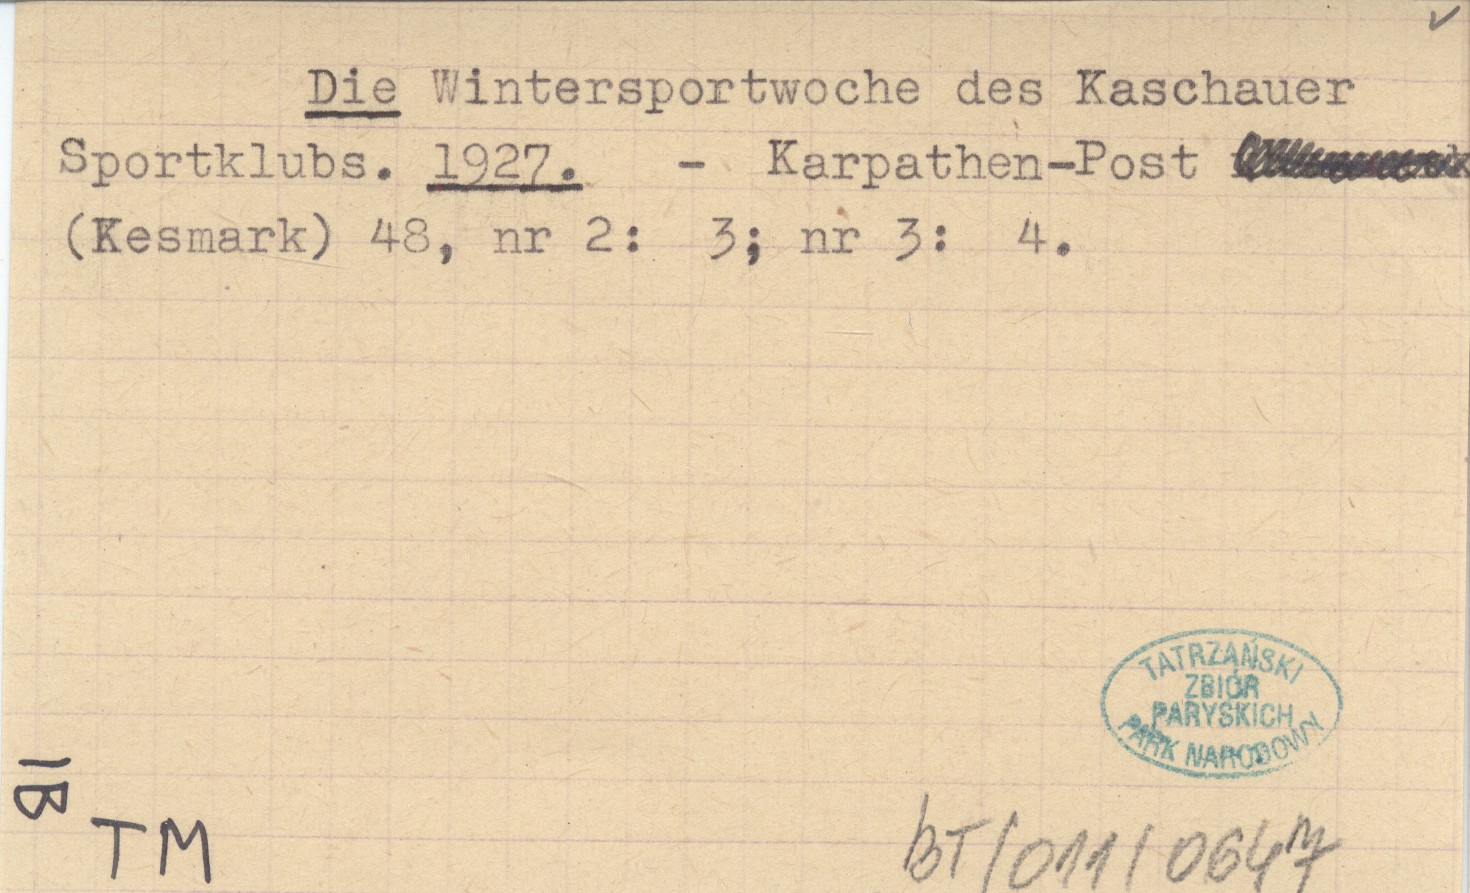 Die Wintersportwoche des Kaschauer
Sportklubs. 1927. - Karpathen-Post
(Kesmark) 48, nr 2: 3; nr 3: 4.
TATRZAŃSKI
ZBIÓR
PARYSKICH
PARK NARODOWY
IB
TM
BT/011/0647